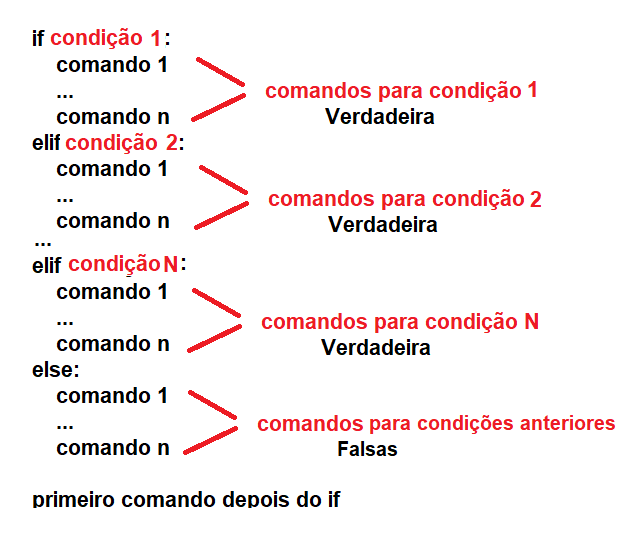 if condição 1:
comando 1
...
comando n
comandos para condição 1
Verdadeira
elif condição 2:
comando 1
...
comando n
comandos para condição 2
Verdadeira
...
elif condição N:
comando 1
...
comando n
comandos para condição N
Verdadeira
else:
comando 1
...
comando n
comandos para condições anteriores
Falsas
primeiro comando depois do if